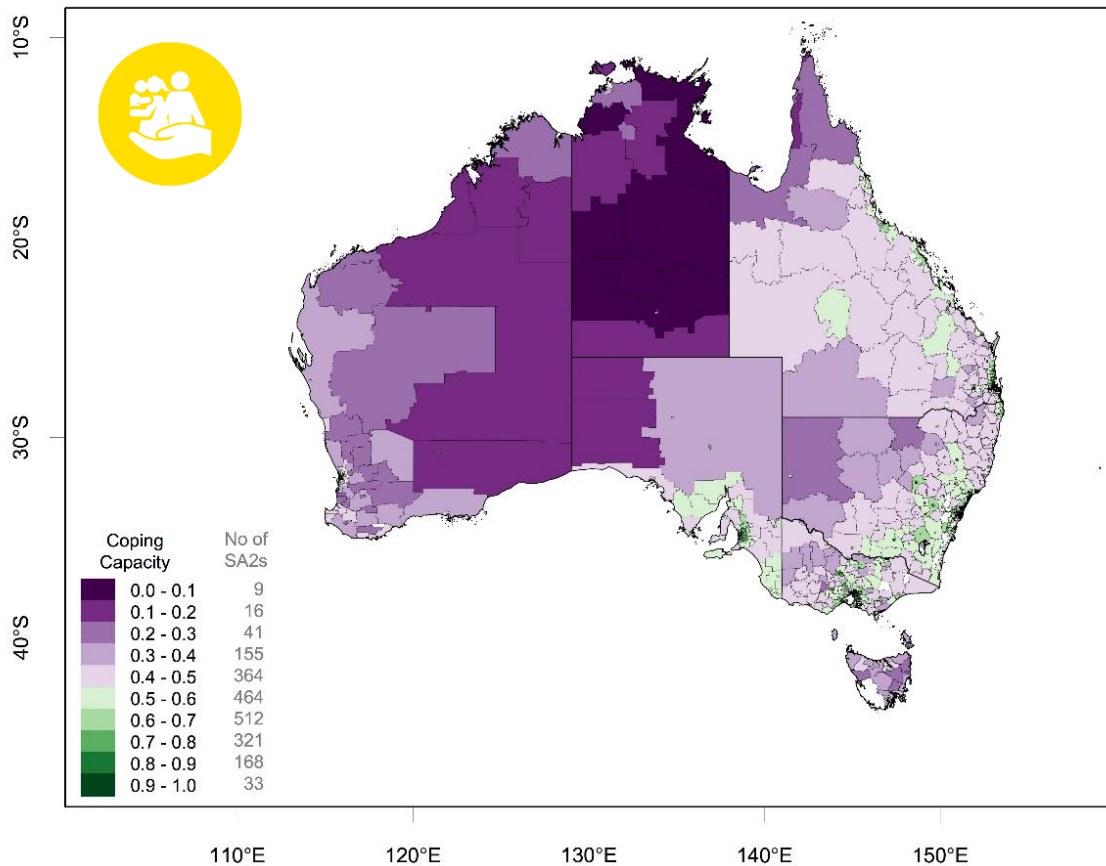 10°S
20°S
30°S
40°S
Coping Capacity No of SA2s
0.0 - 0.1 9
0.1 - 0.2 16
0.2 - 0.3 41
0.3 - 0.4 155
0.4 - 0.5 364
0.5 - 0.6 464
0.6 - 0.7 512
0.7 - 0.8 321
0.8 - 0.9 168
0.9 - 1.0 33
110°E 120°E 130°E 140°E 150°E